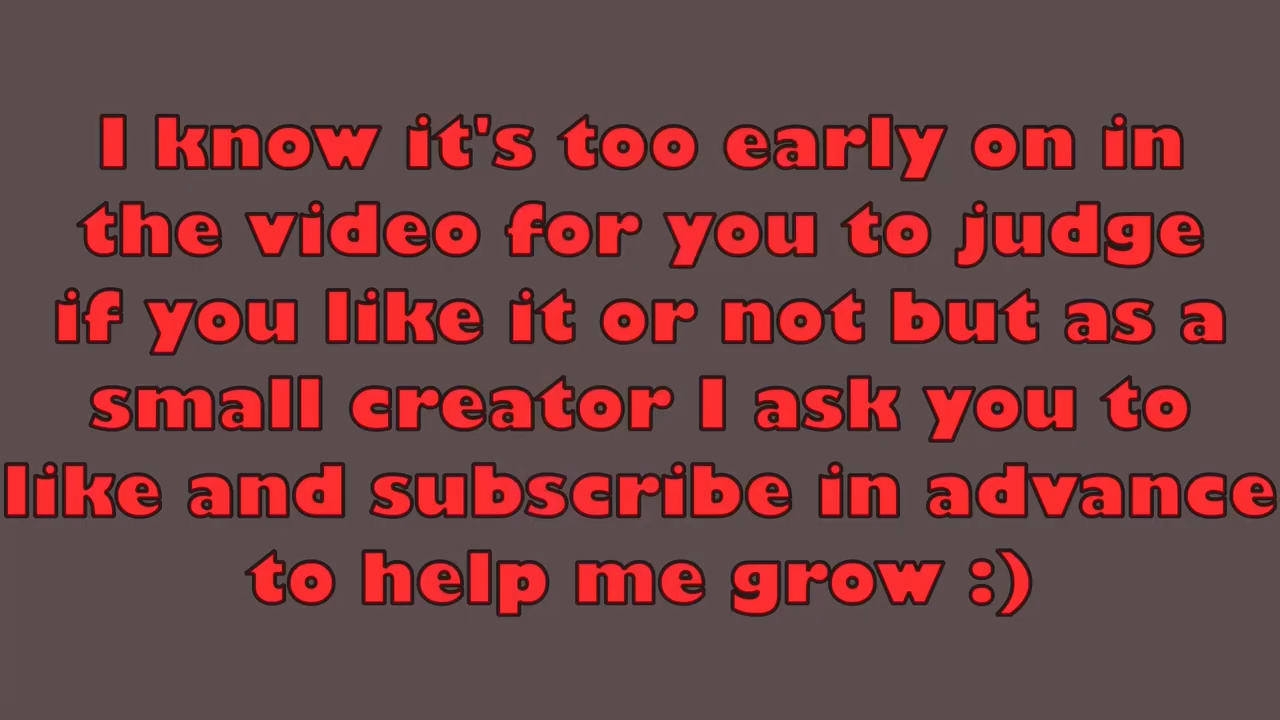 I know it's too early on in
the video for you to judge
if you like it or not but as a
small creator I ask you to
like and subscribe in advance
to help me grow :)